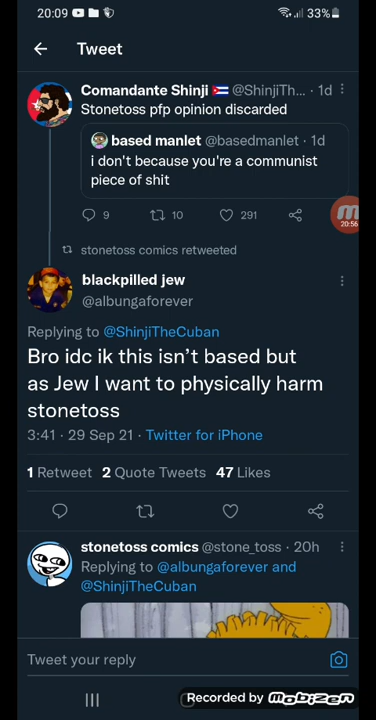 20:09
33%
Tweet
Comandante Shinji 🇨🇺 @ShinjiTh... · 1d
Stonetoss pfp opinion discarded
based manlet @basedmanlet · 1d
i don't because you're a communist
piece of shit
9 10 291
20:56
stonetoss comics retweeted
blackpilled jew
@albungaforever
Replying to @ShinjiTheCuban
Bro idc ik this isn’t based but
as Jew I want to physically harm
stonetoss
3:41 · 29 Sep 21 · Twitter for iPhone
1 Retweet 2 Quote Tweets 47 Likes
stonetoss comics @stone_toss · 20h
Replying to @albungaforever and
@ShinjiTheCuban
Tweet your reply
Recorded by mobizen